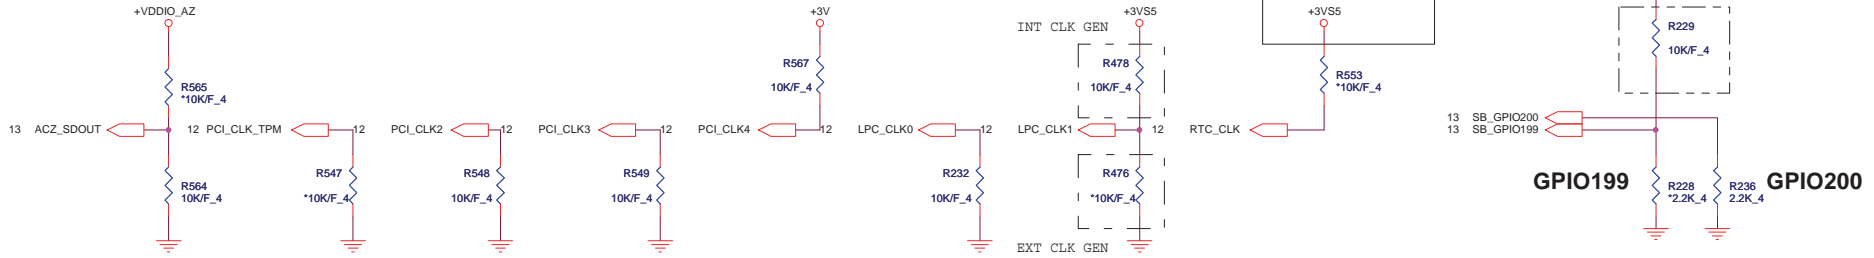 +VDDIO_AZ
+3V
+3VS5
+3VS5
INT CLK GEN
R229
10K/F_4
R567
10K/F_4
R478
10K/F_4
R553
*10K/F_4
R565
*10K/F_4
13 ACZ_SDOUT
12 PCI_CLK_TPM
12
PCI_CLK2
12
PCI_CLK3
12
PCI_CLK4
12
LPC_CLK0
12
LPC_CLK1
12
RTC_CLK
13 SB_GPIO200
13 SB_GPIO199
R564
10K/F_4
R547
*10K/F_4
R548
10K/F_4
R549
10K/F_4
R232
10K/F_4
R476
*10K/F_4
GPIO199
R228
*2.2K_4
R236
2.2K_4
GPIO200
EXT CLK GEN